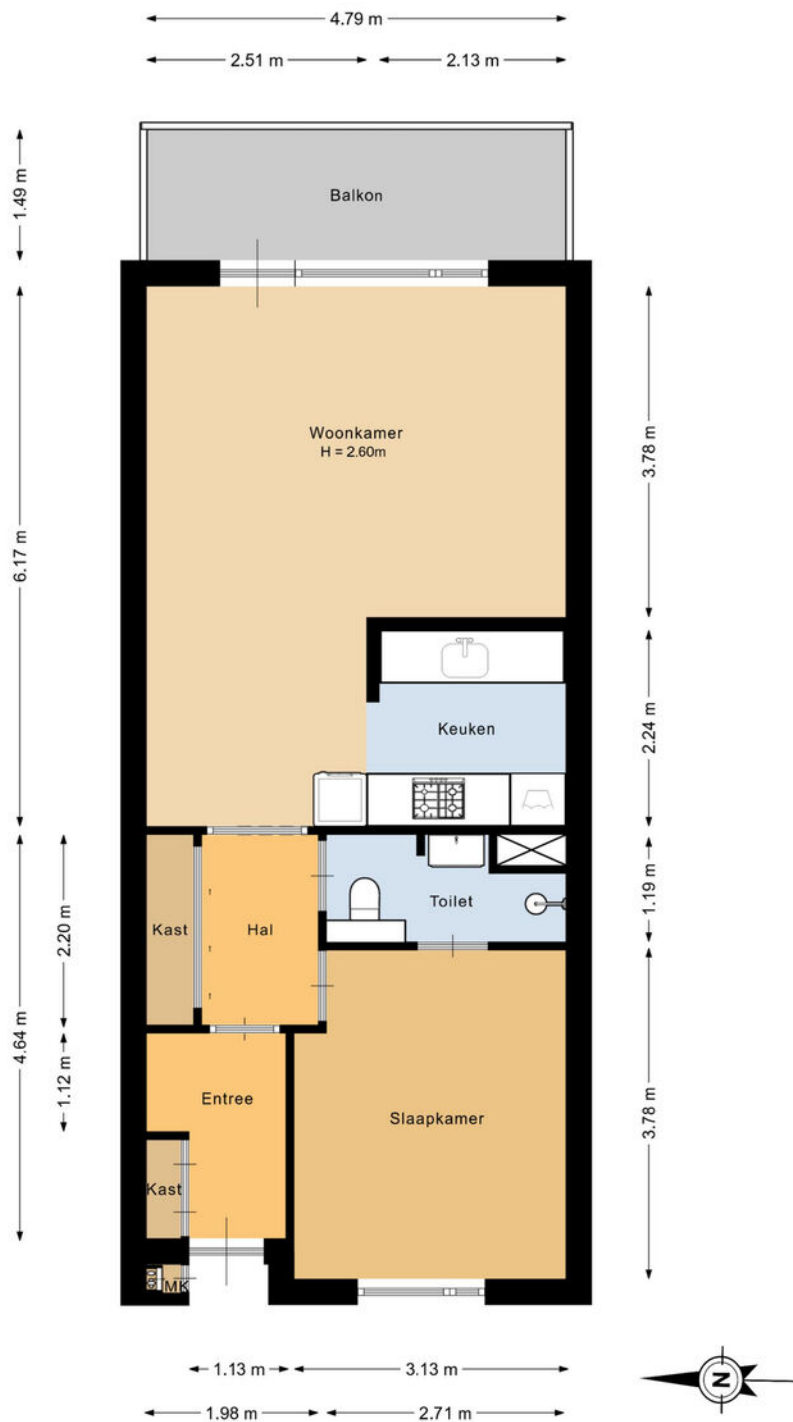 4.79 m
2.51 m
2.13 m
1.49 m
Balkon
Woonkamer
H = 2.60m
3.78 m
6.17 m
Keuken
2.24 m
Kast
Hal
Toilet
1.19 m
2.20 m
4.64 m
1.12 m
Entree
Slaapkamer
3.78 m
Kast
MK
1.13 m
3.13 m
1.98 m
2.71 m
N